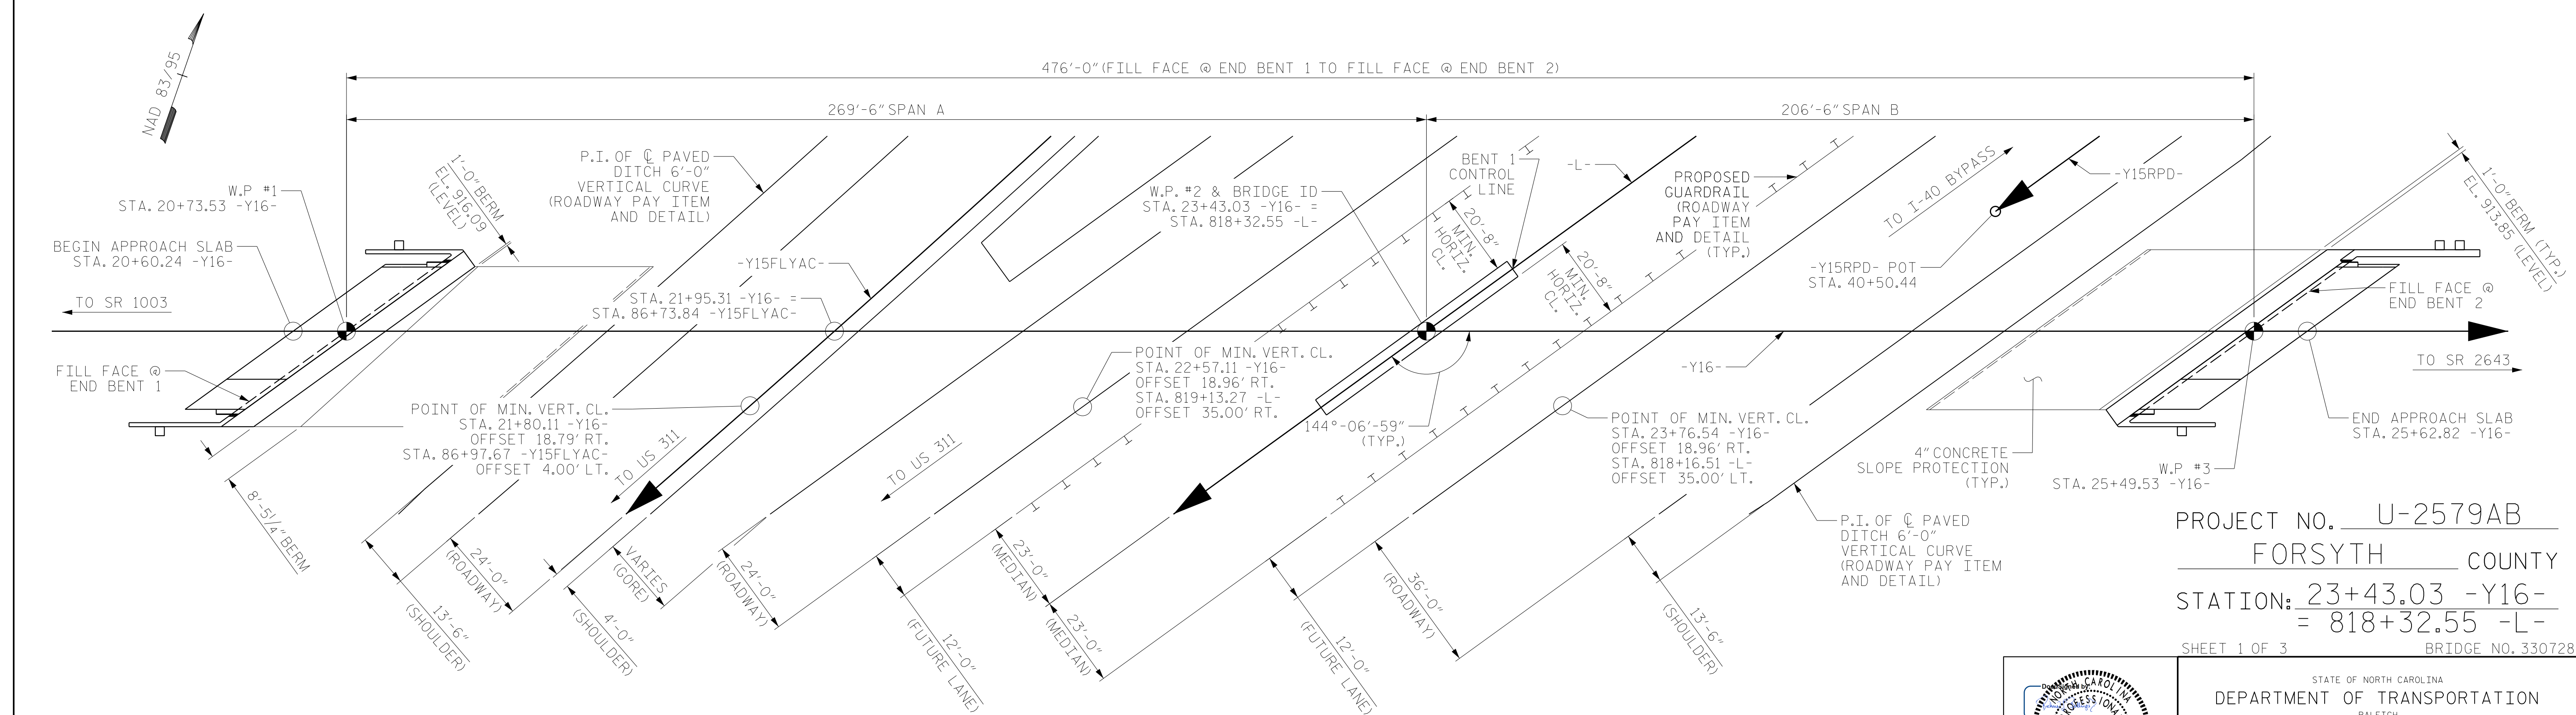 NAD 83/95
476'-0" (FILL FACE @ END BENT 1 TO FILL FACE @ END BENT 2)
269'-6" SPAN A
206'-6" SPAN B
P.I. OF ℄ PAVED
DITCH 6'-0"
VERTICAL CURVE
(ROADWAY PAY ITEM
AND DETAIL)
1'-0" BERM
EL. 916.09
(LEVEL)
W.P #1
STA. 20+73.53 -Y16-
BEGIN APPROACH SLAB
STA. 20+60.24 -Y16-
TO SR 1003
FILL FACE @
END BENT 1
-Y15FLYAC-
STA. 21+95.31 -Y16- =
STA. 86+73.84 -Y15FLYAC-
W.P. #2 & BRIDGE ID
STA. 23+43.03 -Y16- =
STA. 818+32.55 -L-
BENT 1
CONTROL
LINE
-L-
20'-8"
MIN.
HORIZ.
CL.
20'-8"
MIN.
HORIZ.
CL.
PROPOSED
GUARDRAIL
(ROADWAY
PAY ITEM
AND DETAIL
(TYP.)
TO I-40 BYPASS
-Y15RPD-
-Y15RPD- POT
STA. 40+50.44
1'-0" BERM (TYP.)
EL. 913.85 (LEVEL)
FILL FACE @
END BENT 2
TO SR 2643
-Y16-
END APPROACH SLAB
STA. 25+62.82 -Y16-
POINT OF MIN. VERT. CL.
STA. 21+80.11 -Y16-
OFFSET 18.79' RT.
STA. 86+97.67 -Y15FLYAC-
OFFSET 4.00' LT.
TO US 311
POINT OF MIN. VERT. CL.
STA. 22+57.11 -Y16-
OFFSET 18.96' RT.
STA. 819+13.27 -L-
OFFSET 35.00' RT.
TO US 311
144°-06'-59"
(TYP.)
POINT OF MIN. VERT. CL.
STA. 23+76.54 -Y16-
OFFSET 18.96' RT.
STA. 818+16.51 -L-
OFFSET 35.00' LT.
4" CONCRETE
SLOPE PROTECTION
(TYP.)
W.P #3
STA. 25+49.53 -Y16-
P.I. OF ℄ PAVED
DITCH 6'-0"
VERTICAL CURVE
(ROADWAY PAY ITEM
AND DETAIL)
8'-5¼" BERM
13'-6"
(SHOULDER)
24'-0"
(ROADWAY)
4'-0"
(SHOULDER)
VARIES
(GORE)
24'-0"
(ROADWAY)
12'-0"
(FUTURE LANE)
23'-0"
(MEDIAN)
23'-0"
(MEDIAN)
12'-0"
(FUTURE LANE)
36'-0"
(ROADWAY)
13'-6"
(SHOULDER)
PROJECT NO. U-2579AB
FORSYTH COUNTY
STATION: 23+43.03 -Y16-
= 818+32.55 -L-
SHEET 1 OF 3 BRIDGE NO. 330728
NORTH CAROLINA
STATE OF NORTH CAROLINA
DEPARTMENT OF TRANSPORTATION